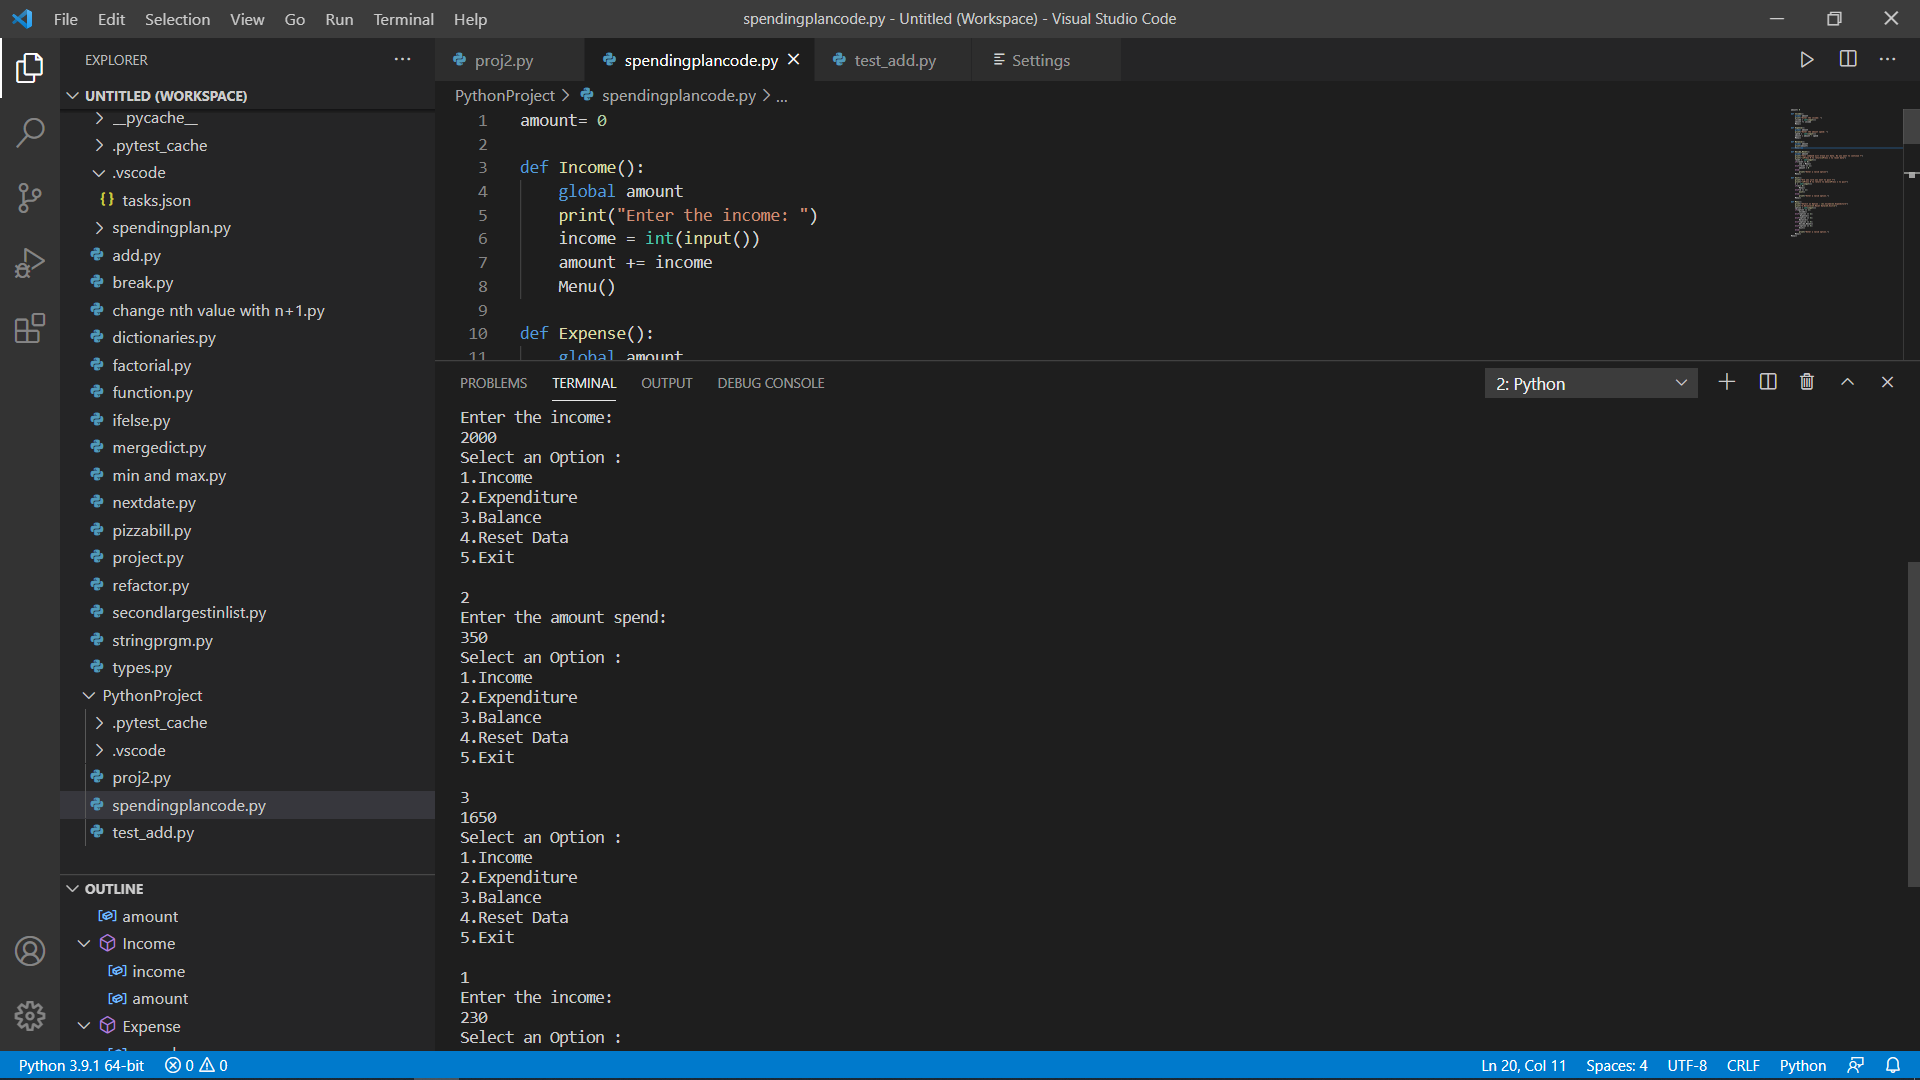 File Edit Selection View Go Run Terminal Help
spendingplancode.py - Untitled (Workspace) - Visual Studio Code
EXPLORER
UNTITLED (WORKSPACE)
__pycache__
.pytest_cache
.vscode
tasks.json
spendingplan.py
add.py
break.py
change nth value with n+1.py
dictionaries.py
factorial.py
function.py
ifelse.py
mergedict.py
min and max.py
nextdate.py
pizzabill.py
project.py
refactor.py
secondlargestinlist.py
stringprgm.py
types.py
PythonProject
.pytest_cache
.vscode
proj2.py
spendingplancode.py
test_add.py
OUTLINE
amount
Income
income
amount
Expense
proj2.py spendingplancode.py test_add.py Settings
PythonProject > spendingplancode.py > ...
1 amount= 0
2
3 def Income():
4 global amount
5 print("Enter the income: ")
6 income = int(input())
7 amount += income
8 Menu()
9
10 def Expense():
11 global amount
PROBLEMS TERMINAL OUTPUT DEBUG CONSOLE
2: Python
Enter the income:
2000
Select an Option :
1.Income
2.Expenditure
3.Balance
4.Reset Data
5.Exit
2
Enter the amount spend:
350
Select an Option :
1.Income
2.Expenditure
3.Balance
4.Reset Data
5.Exit
3
1650
Select an Option :
1.Income
2.Expenditure
3.Balance
4.Reset Data
5.Exit
1
Enter the income:
230
Select an Option :
Python 3.9.1 64-bit 0 0
Ln 20, Col 11 Spaces: 4 UTF-8 CRLF Python